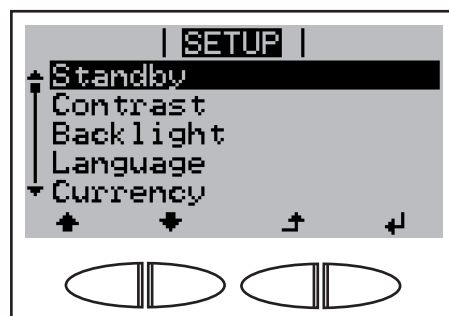 SETUP
Standby
Contrast
Backlight
Language
Currency